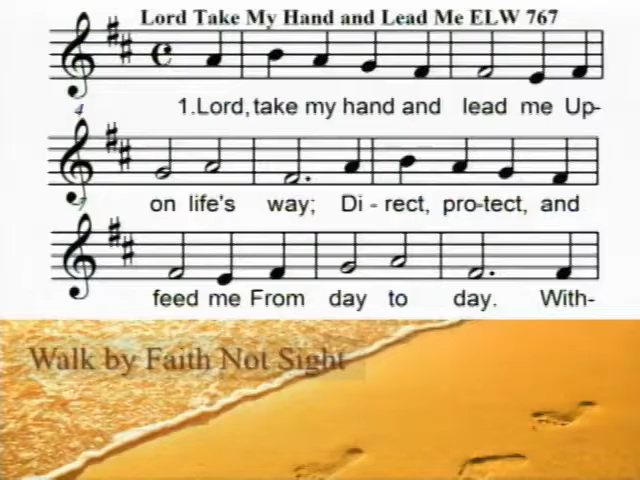 Lord Take My Hand and Lead Me ELW 767
1.Lord, take my hand and lead me Up-
4
on life's way; Di - rect, pro-tect, and
7
feed me From day to day. With-
Walk by Faith Not Sight